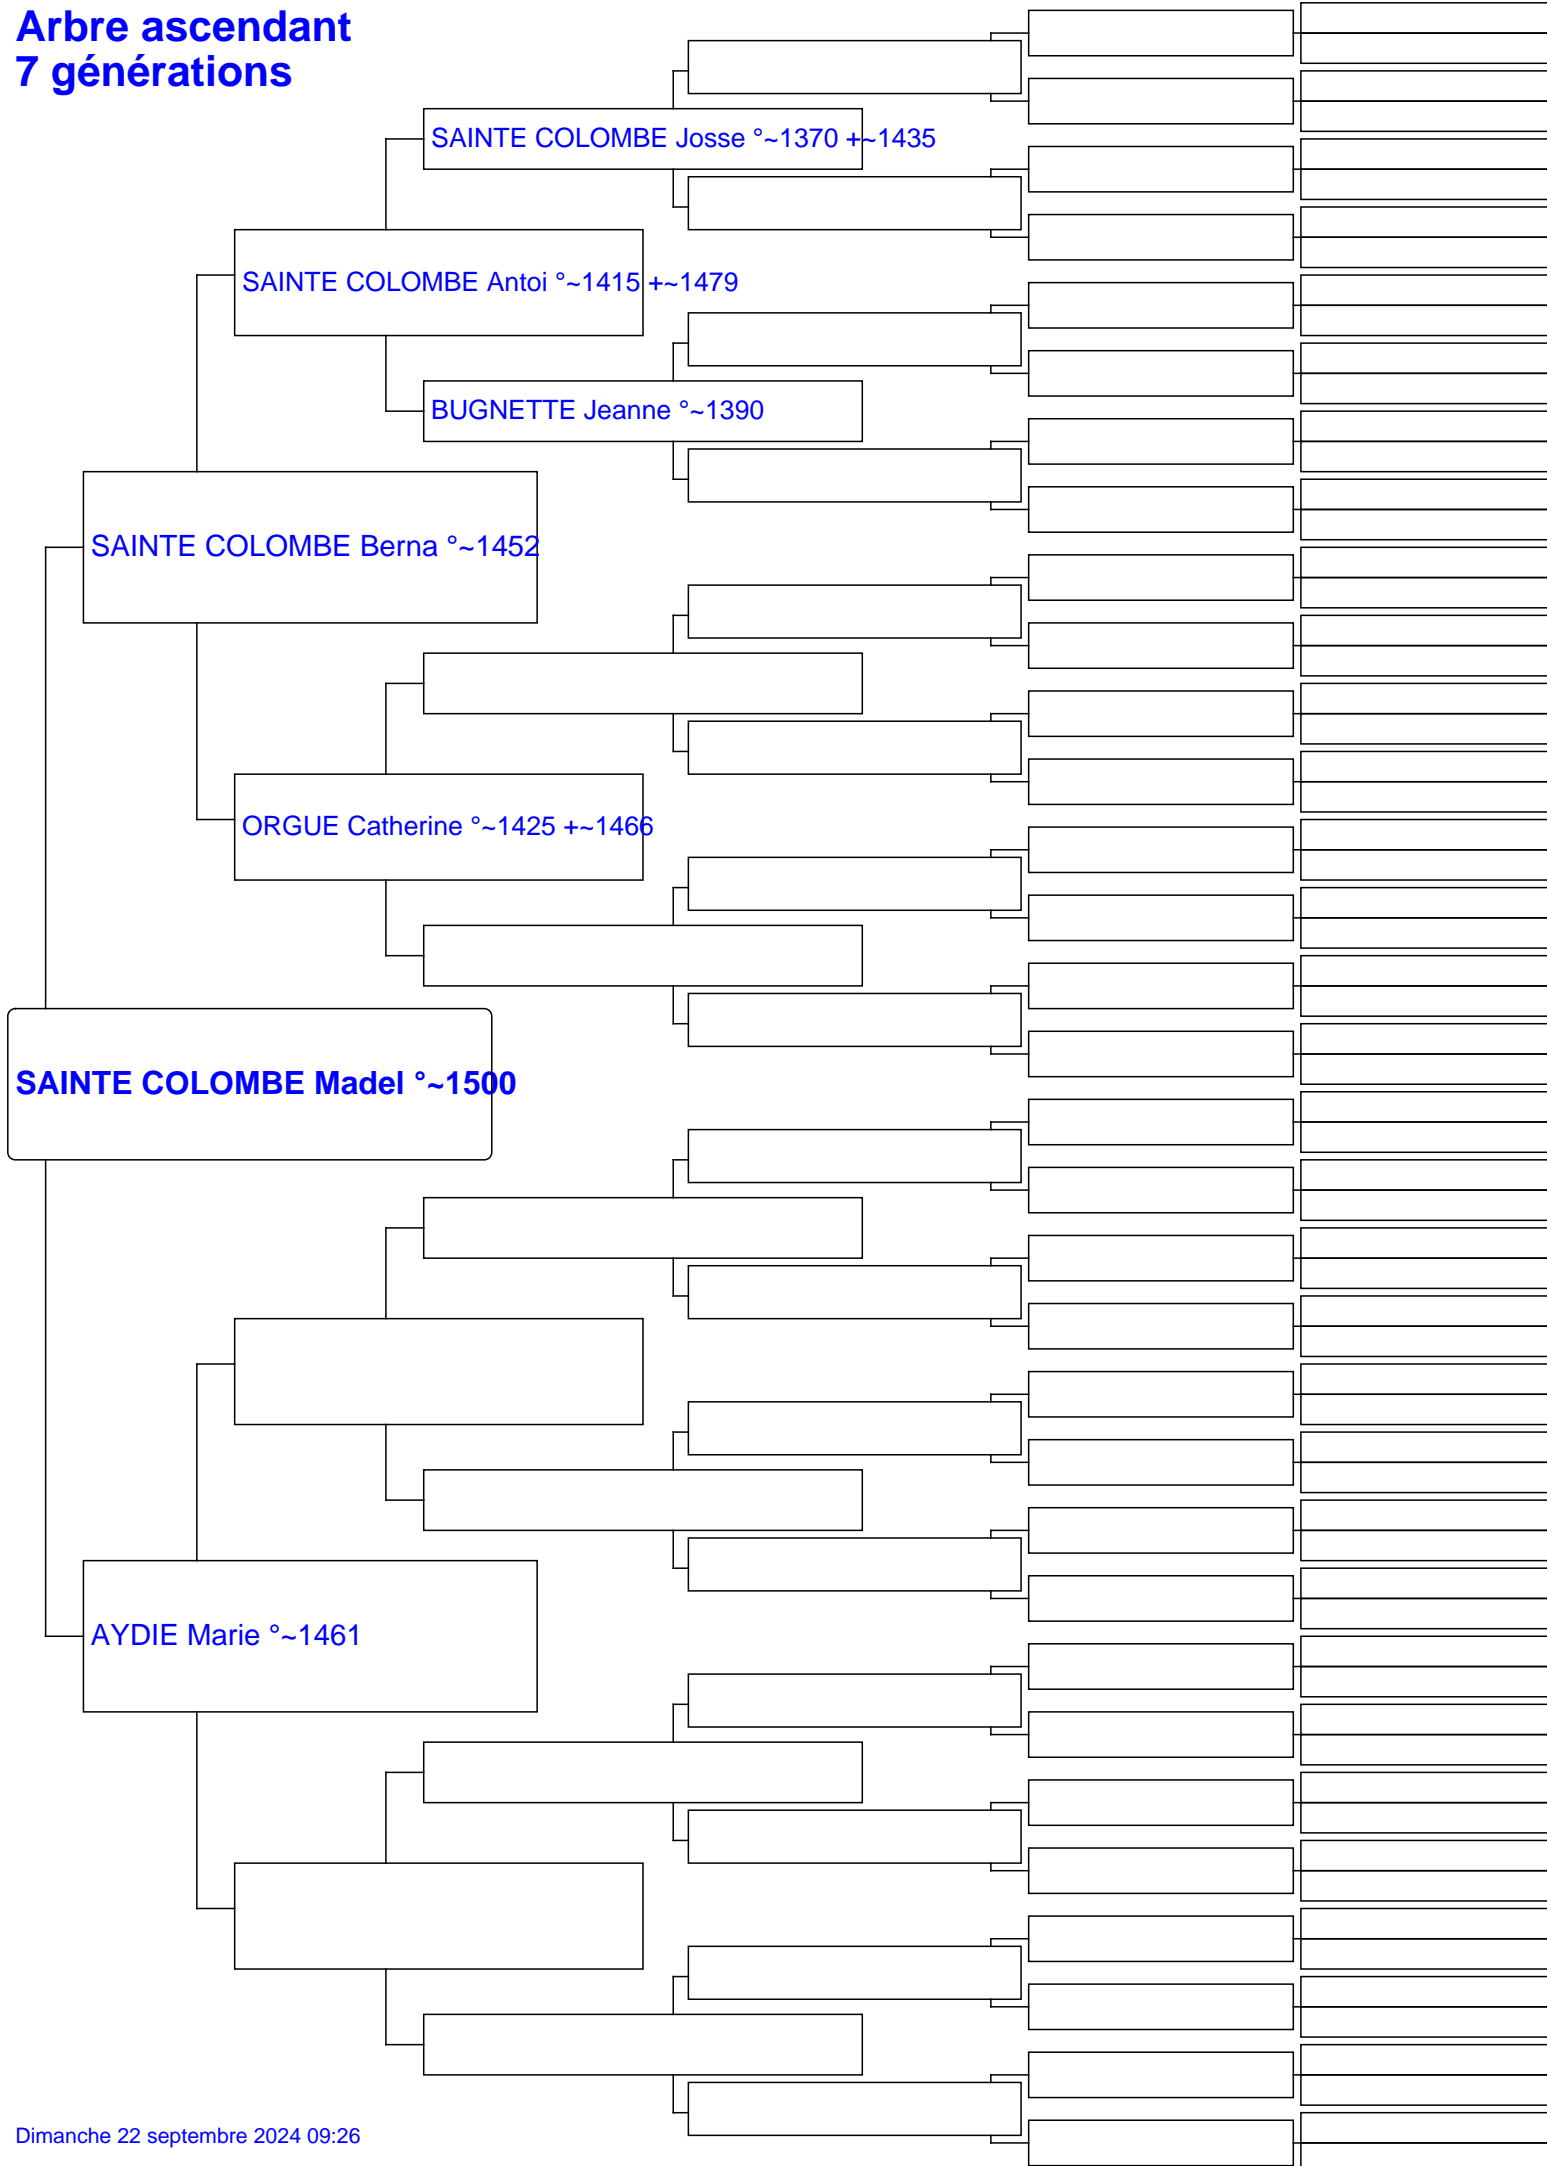 Arbre ascendant
7 générations
SAINTE COLOMBE Josse °~1370 +~1435
SAINTE COLOMBE Antoi °~1415 +~1479
BUGNETTE Jeanne °~1390
SAINTE COLOMBE Berna °~1452
ORGUE Catherine °~1425 +~1466
SAINTE COLOMBE Madel °~1500
AYDIE Marie °~1461
Dimanche 22 septembre 2024 09:26